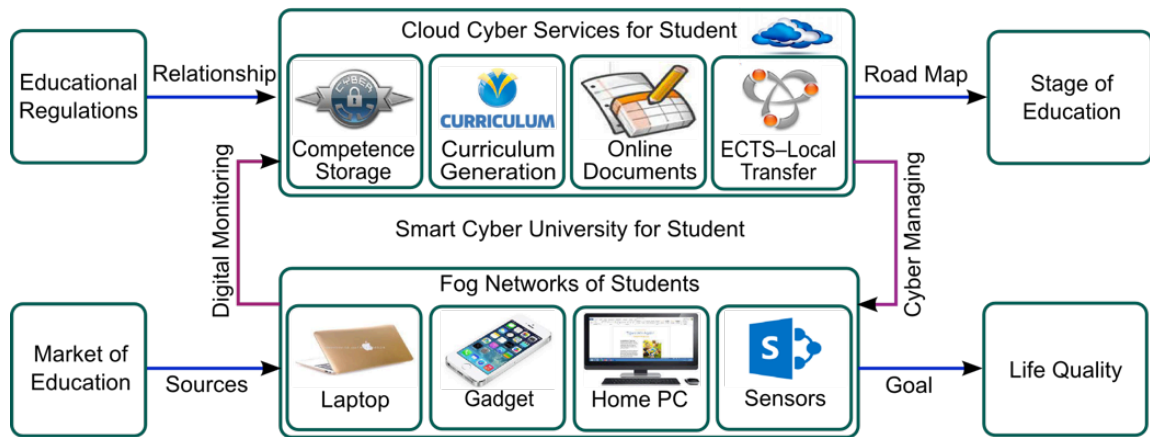 Cloud Cyber Services for Student
Educational
Regulations
Relationship
CYBER
Competence
Storage
CURRICULUM
Curriculum
Generation
Online
Documents
ECTS–Local
Transfer
Road Map
Stage of
Education
Digital Monitoring
Smart Cyber University for Student
Cyber Managing
Fog Networks of Students
Market of
Education
Sources
Laptop
Gadget
Home PC
S
Sensors
Goal
Life Quality